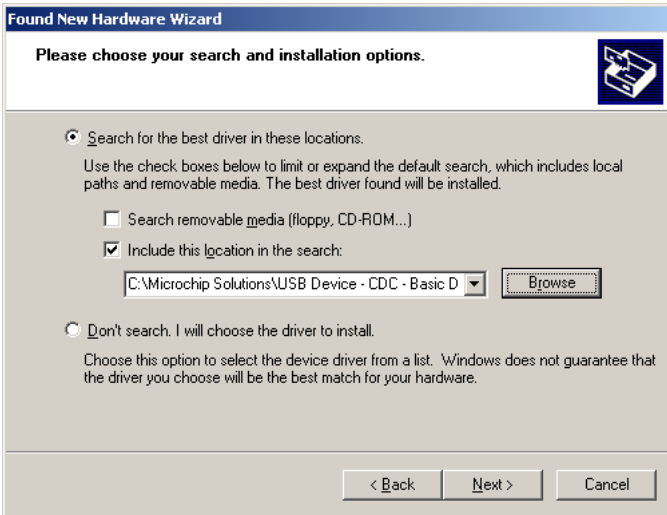 Found New Hardware Wizard
Please choose your search and installation options.
Search for the best driver in these locations.
Use the check boxes below to limit or expand the default search, which includes local
paths and removable media. The best driver found will be installed.
Search removable media (floppy, CD-ROM...)
Include this location in the search:
C:\Microchip Solutions\USB Device - CDC - Basic D
Browse
Don't search. I will choose the driver to install.
Choose this option to select the device driver from a list. Windows does not guarantee that
the driver you choose will be the best match for your hardware.
< Back Next > Cancel